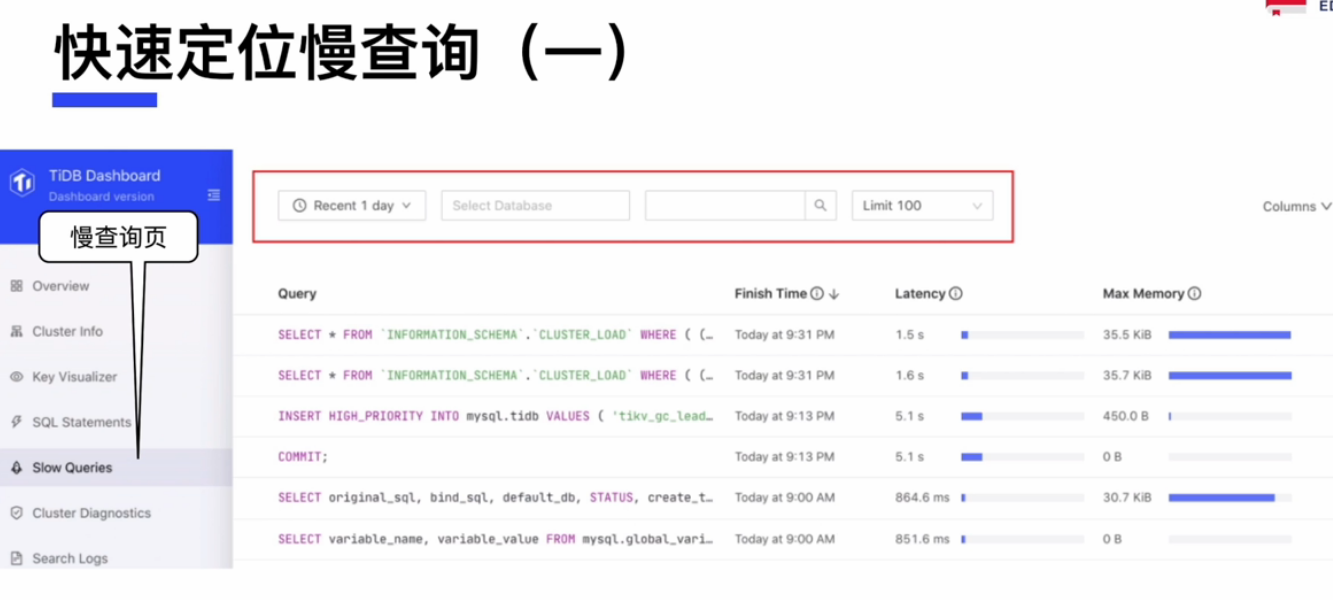 ED
快速定位慢查询（一）
TiDB Dashboard
Dashboard version
慢查询页
Overview
Cluster Info
Key Visualizer
SQL Statements
Slow Queries
Cluster Diagnostics
Search Logs
Recent 1 day
Select Database
Limit 100
Columns
Query Finish Time Latency Max Memory
SELECT * FROM `INFORMATION_SCHEMA`.`CLUSTER_LOAD` WHERE ( (… Today at 9:31 PM 1.5 s 35.5 KiB
SELECT * FROM `INFORMATION_SCHEMA`.`CLUSTER_LOAD` WHERE ( (… Today at 9:31 PM 1.6 s 35.7 KiB
INSERT HIGH_PRIORITY INTO mysql.tidb VALUES ( 'tikv_gc_lead… Today at 9:13 PM 5.1 s 450.0 B
COMMIT; Today at 9:13 PM 5.1 s 0 B
SELECT original_sql, bind_sql, default_db, STATUS, create_t… Today at 9:00 AM 864.6 ms 30.7 KiB
SELECT variable_name, variable_value FROM mysql.global_vari… Today at 9:00 AM 851.6 ms 0 B